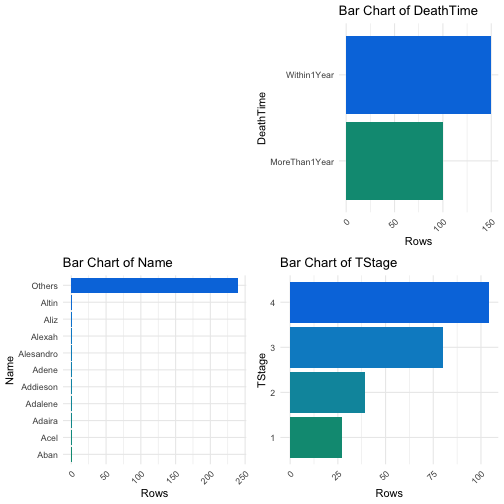 Bar Chart of DeathTime
DeathTime
Within1Year
MoreThan1Year
0 50 100 150
Rows
Bar Chart of Name
Name
Others
Altin
Aliz
Alexah
Alesandro
Adene
Addieson
Adalene
Adaira
Acel
Aban
0 50 100 150 200 250
Rows
Bar Chart of TStage
TStage
4
3
2
1
0 25 50 75 100
Rows